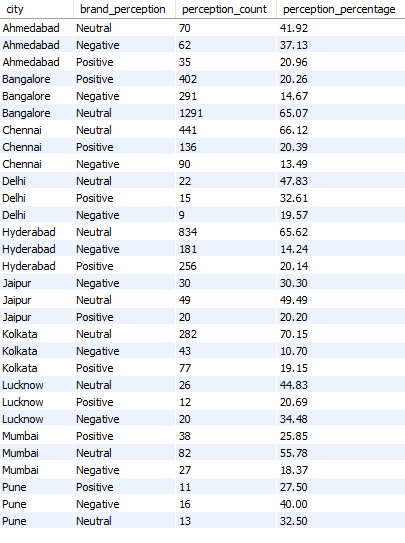 city brand_perception perception_count perception_percentage
Ahmedabad Neutral 70 41.92
Ahmedabad Negative 62 37.13
Ahmedabad Positive 35 20.96
Bangalore Positive 402 20.26
Bangalore Negative 291 14.67
Bangalore Neutral 1291 65.07
Chennai Neutral 441 66.12
Chennai Positive 136 20.39
Chennai Negative 90 13.49
Delhi Neutral 22 47.83
Delhi Positive 15 32.61
Delhi Negative 9 19.57
Hyderabad Neutral 834 65.62
Hyderabad Negative 181 14.24
Hyderabad Positive 256 20.14
Jaipur Negative 30 30.30
Jaipur Neutral 49 49.49
Jaipur Positive 20 20.20
Kolkata Neutral 282 70.15
Kolkata Negative 43 10.70
Kolkata Positive 77 19.15
Lucknow Neutral 26 44.83
Lucknow Positive 12 20.69
Lucknow Negative 20 34.48
Mumbai Positive 38 25.85
Mumbai Neutral 82 55.78
Mumbai Negative 27 18.37
Pune Positive 11 27.50
Pune Negative 16 40.00
Pune Neutral 13 32.50